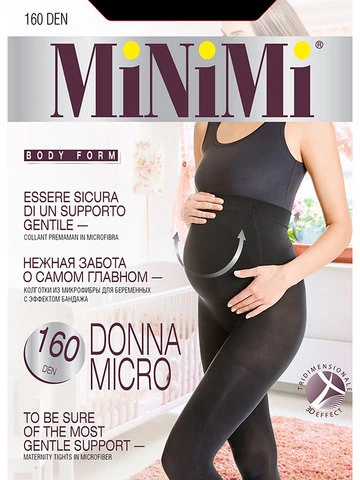 160 DEN
MiNiMi®
BODY FORM
ESSERE SICURA
DI UN SUPPORTO
GENTILE —
COLLANT PREMAMAN IN MICROFIBRA
НЕЖНАЯ ЗАБОТА
О САМОМ ГЛАВНОМ —
КОЛГОТКИ ИЗ МИКРОФИБРЫ ДЛЯ БЕРЕМЕННЫХ
С ЭФФЕКТОМ БАНДАЖА
160
DEN
DONNA
MICRO
TRIDIMENSIONALE
3D EFFECT
TO BE SURE
OF THE MOST
GENTLE SUPPORT —
MATERNITY TIGHTS IN MICROFIBER